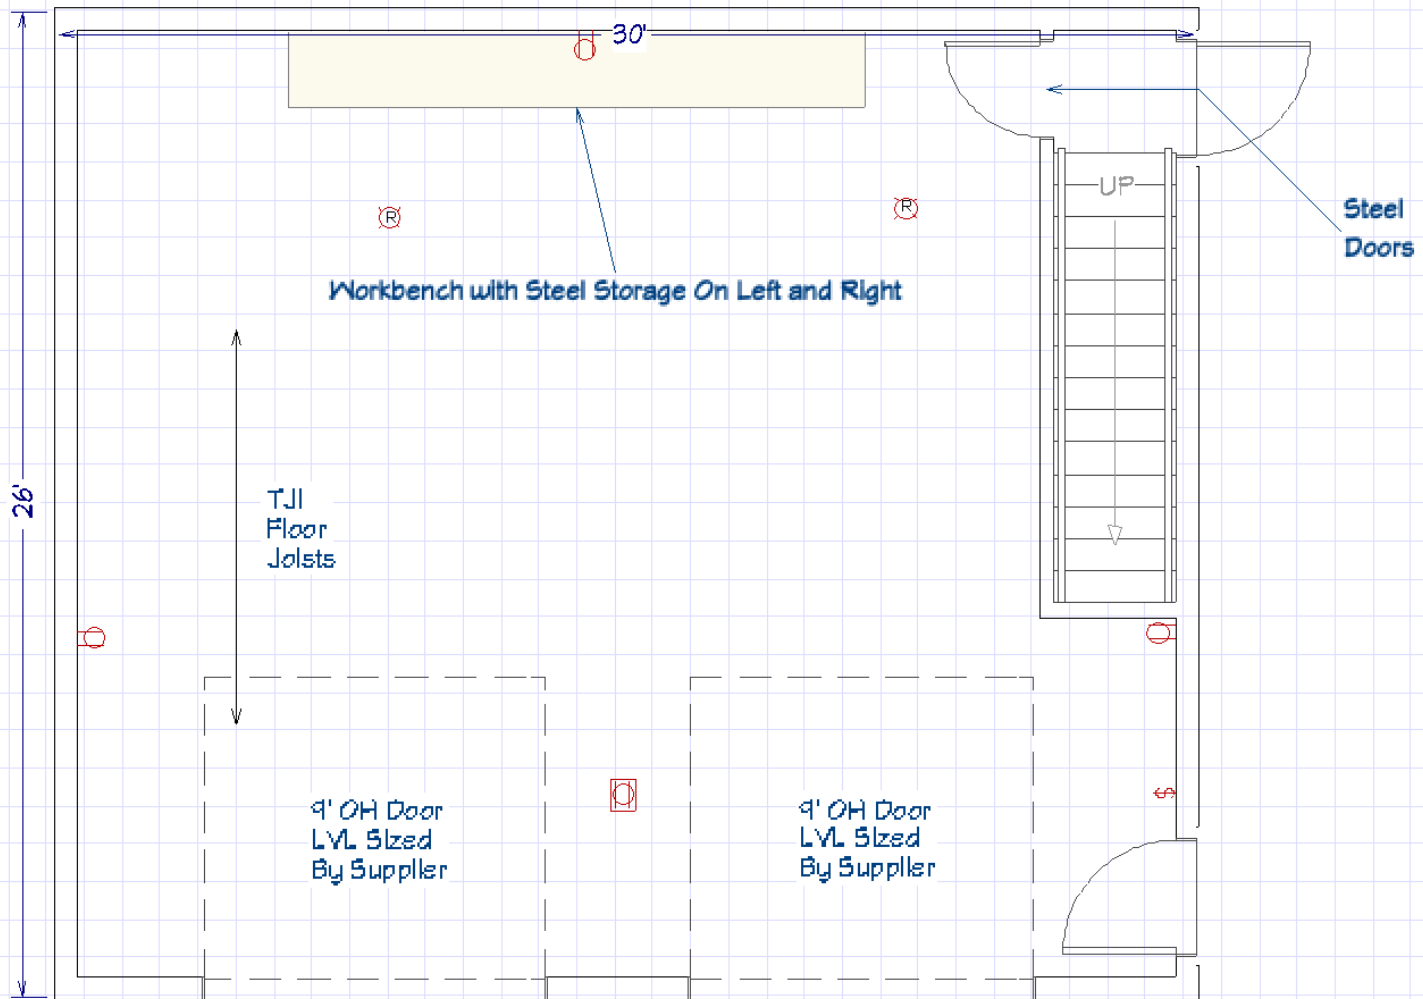 30'
R
R
UP
Steel
Doors
Workbench with Steel Storage On Left and Right
26'
TJI
Floor
Joists
$
9' OH Door
LVL Sized
By Supplier
9' OH Door
LVL Sized
By Supplier